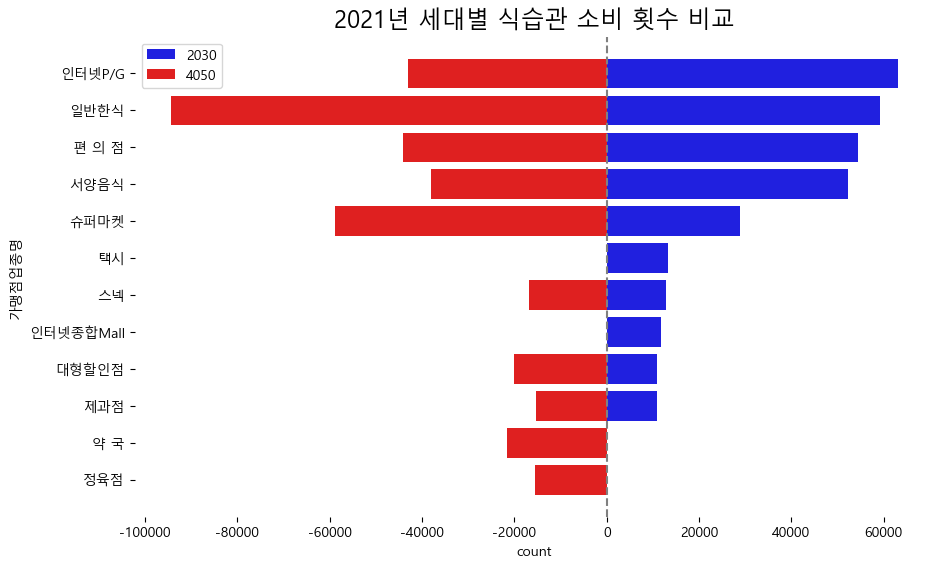 2021년 세대별 식습관 소비 횟수 비교
2030
4050
가맹점업종명
인터넷P/G
일반한식
편 의 점
서양음식
슈퍼마켓
택시
스넥
인터넷종합Mall
대형할인점
제과점
약 국
정육점
-100000 -80000 -60000 -40000 -20000 0 20000 40000 60000
count